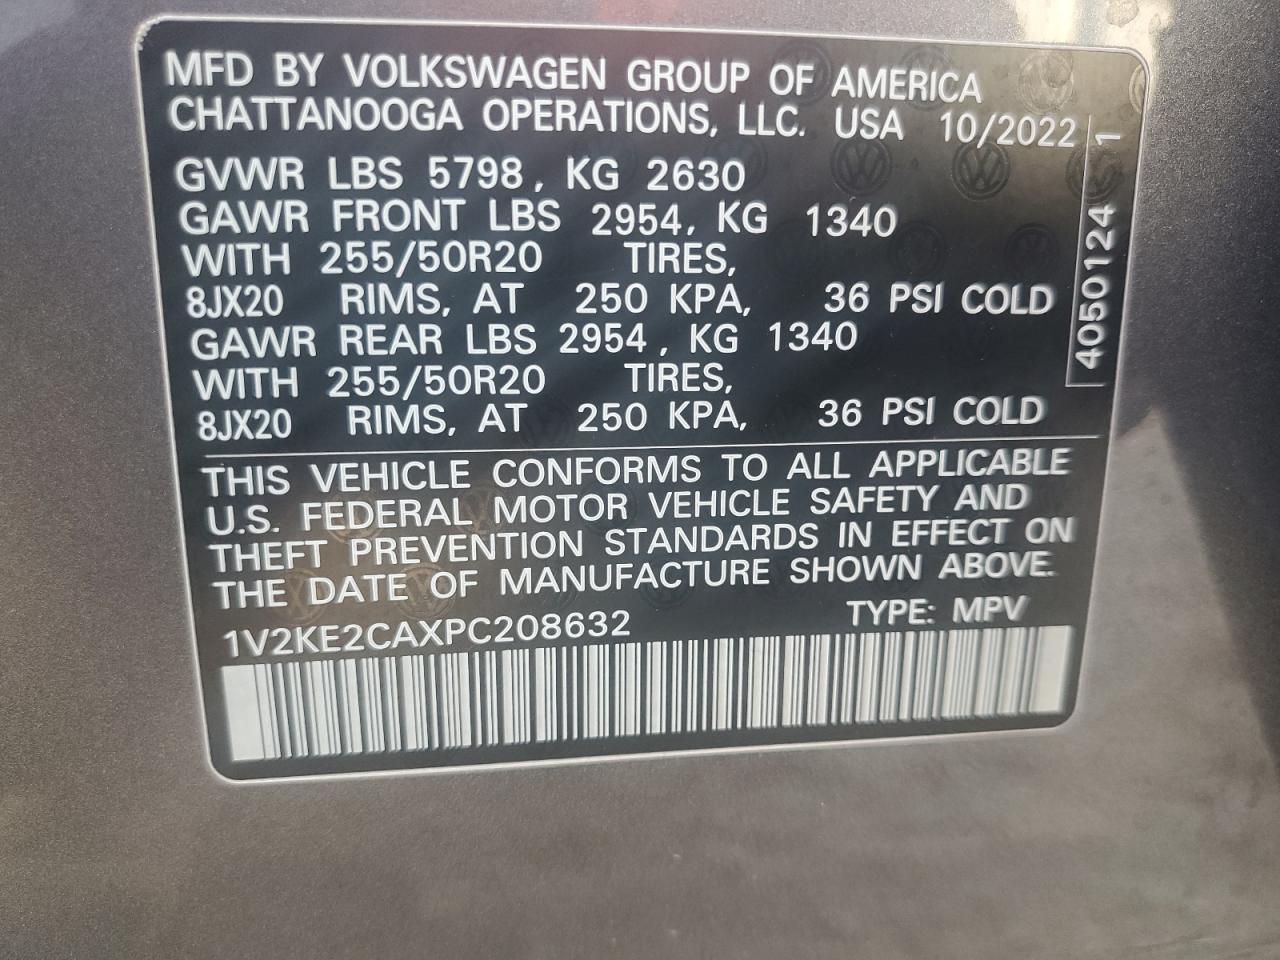 MFD BY VOLKSWAGEN GROUP OF AMERICA
CHATTANOOGA OPERATIONS, LLC. USA 10/2022
GVWR LBS 5798, KG 2630
GAWR FRONT LBS 2954, KG 1340
WITH 255/50R20 TIRES,
8JX20 RIMS, AT 250 KPA, 36 PSI COLD
GAWR REAR LBS 2954, KG 1340
WITH 255/50R20 TIRES,
8JX20 RIMS, AT 250 KPA, 36 PSI COLD
4050124 1
THIS VEHICLE CONFORMS TO ALL APPLICABLE
U.S. FEDERAL MOTOR VEHICLE SAFETY AND
THEFT PREVENTION STANDARDS IN EFFECT ON
THE DATE OF MANUFACTURE SHOWN ABOVE.
1V2KE2CAXPC208632 TYPE: MPV